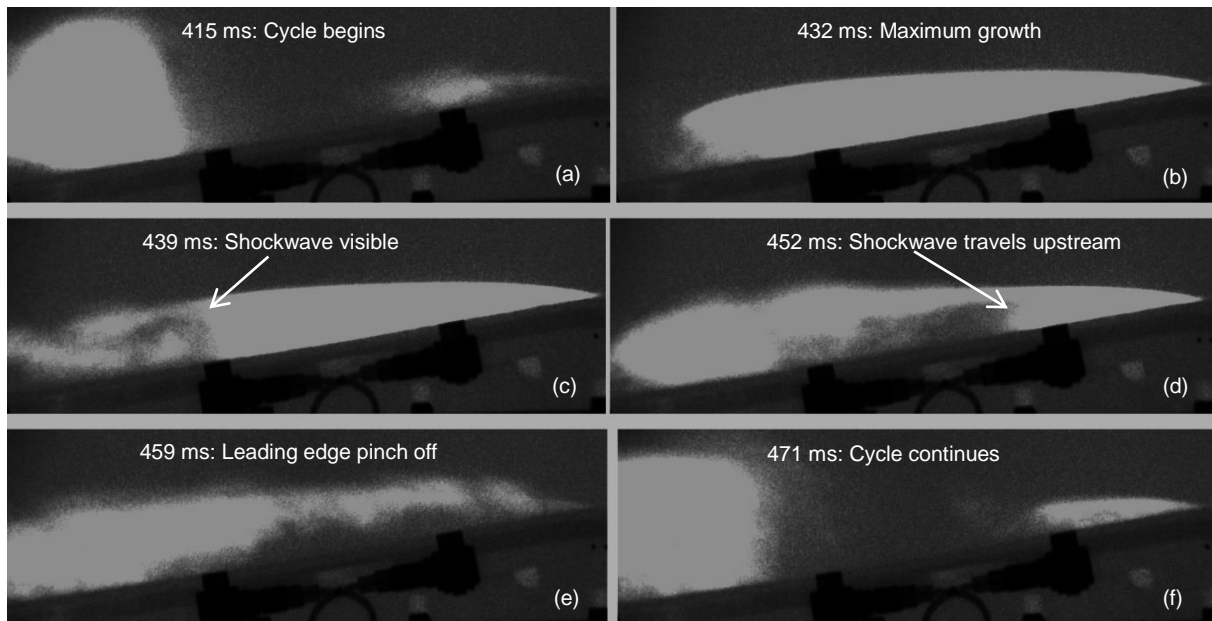 415 ms: Cycle begins
(a)
432 ms: Maximum growth
(b)
439 ms: Shockwave visible
(c)
452 ms: Shockwave travels upstream
(d)
459 ms: Leading edge pinch off
(e)
471 ms: Cycle continues
(f)